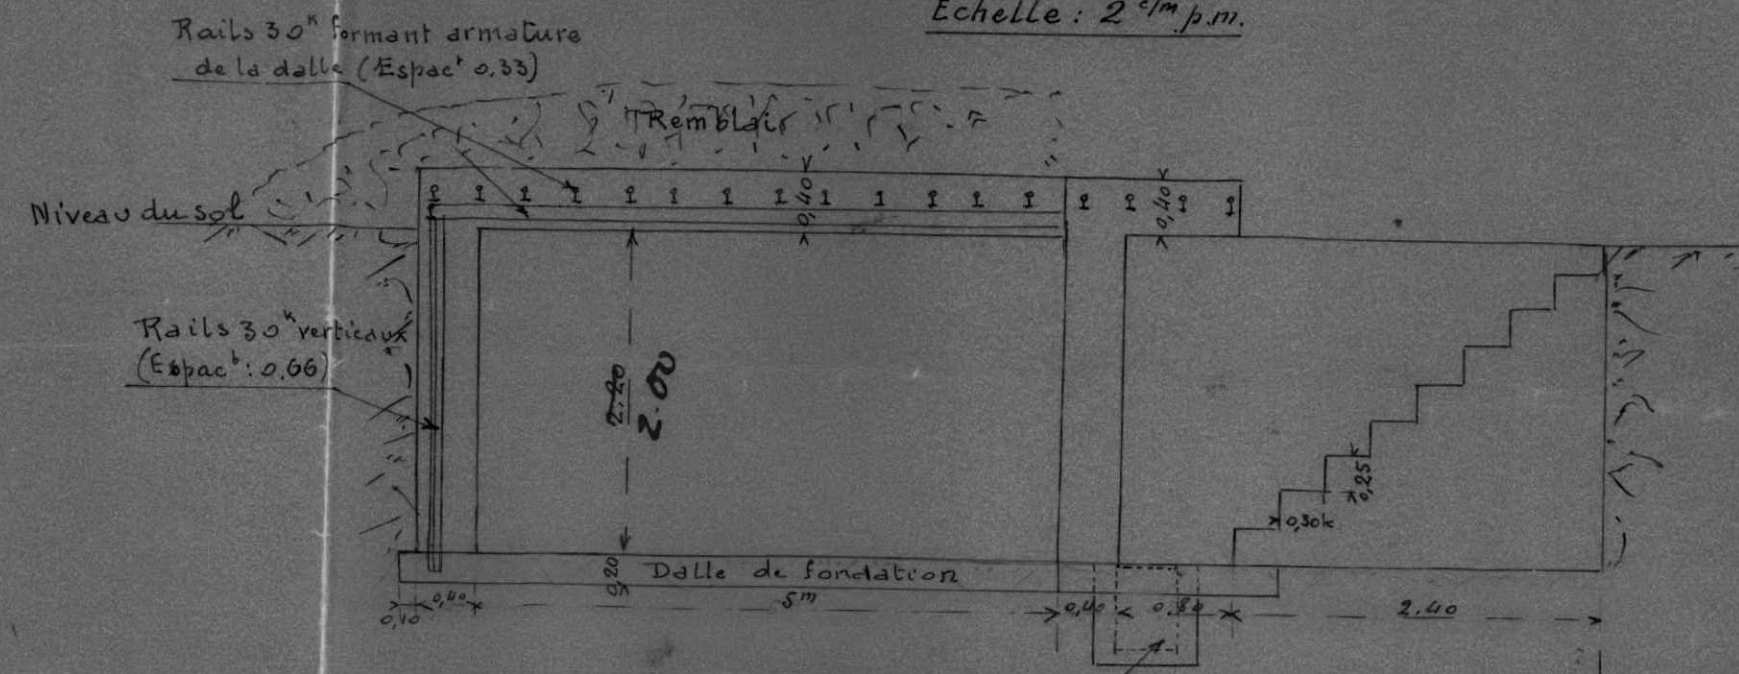 Echelle : 2 c/m p.m.
Rails 30ᵏ formant armature
de la dalle (Espacᵗ 0,33)
Remblai
Niveau du sol
0,40
0,40
Rails 30ᵏ verticaux
(Espacᵗ : 0,66)
2.20
2.00
0,25
0,30
0,20
Dalle de fondation
0,10
0,40
5ᵐ
0,40
0.80
2.40